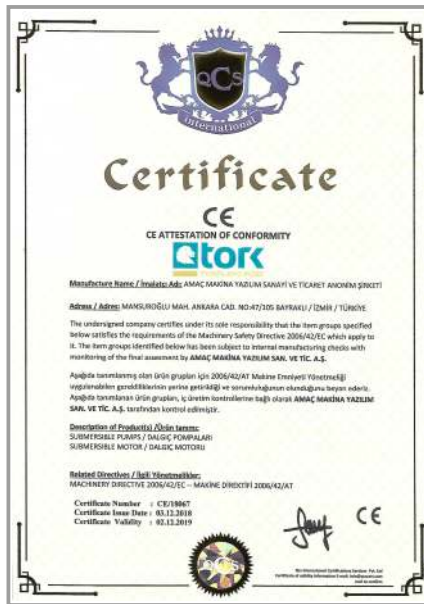 QCS
international
Certificate
CE
CE ATTESTATION OF CONFORMITY
Qtork
Manufacture Name / İmalatçı Adı: AMAÇ MAKİNA YAZILIM SANAYİ VE TİCARET ANONİM ŞİRKETİ
Adress / Adres: MANSUROĞLU MAH. ANKARA CAD. NO:47/105 BAYRAKLI / İZMİR / TÜRKİYE
The undersigned company certifies under its sole responsibility that the item groups specified
below satisfies the requirements of the Machinery Safety Directive 2006/42/EC which apply to
it. The item groups identified below has been subject to internal manufacturing checks with
monitoring of the final assesment by AMAÇ MAKİNA YAZILIM SAN. VE TİC. A.Ş.
Aşağıda tanımlanmış olan ürün grupları için 2006/42/AT Makine Emniyeti Yönetmeliği
uygulanabilen gerekliliklerinin yerine getirildiği ve sorumluluğumun olunduğunu beyan ederiz.
Aşağıda tanımlanan ürün grupları, iç üretim kontrollerine bağlı olarak AMAÇ MAKİNA YAZILIM
SAN. VE TİC. A.Ş. tarafından kontrol edilmiştir.
Description of Product(s) /Ürün tanımı:
SUBMERSIBLE PUMPS / DALGIÇ POMPALARI
SUBMERSIBLE MOTOR / DALGIÇ MOTORU
Related Directives / İlgili Yönetmelikler:
MACHINERY DIRECTIVE 2006/42/EC -- MAKİNE DİREKTİFİ 2006/42/AT
Certificate Number : CE/18067
Certificate Issue Date : 03.12.2018
Certificate Validity : 02.12.2019
CE
QCS